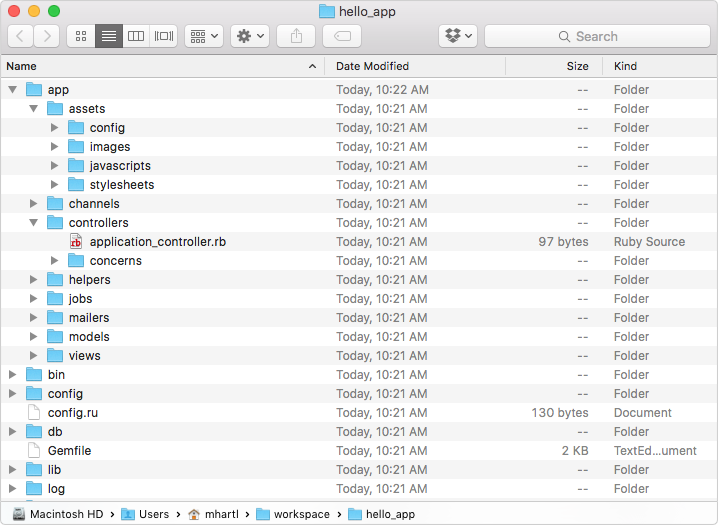 hello_app
Search
Name Date Modified Size Kind
app Today, 10:22 AM -- Folder
assets Today, 10:21 AM -- Folder
config Today, 10:21 AM -- Folder
images Today, 10:21 AM -- Folder
javascripts Today, 10:21 AM -- Folder
stylesheets Today, 10:21 AM -- Folder
channels Today, 10:21 AM -- Folder
controllers Today, 10:21 AM -- Folder
rb application_controller.rb Today, 10:21 AM 97 bytes Ruby Source
concerns Today, 10:21 AM -- Folder
helpers Today, 10:21 AM -- Folder
jobs Today, 10:21 AM -- Folder
mailers Today, 10:21 AM -- Folder
models Today, 10:21 AM -- Folder
views Today, 10:21 AM -- Folder
bin Today, 10:21 AM -- Folder
config Today, 10:21 AM -- Folder
config.ru Today, 10:21 AM 130 bytes Document
db Today, 10:21 AM -- Folder
Gemfile Today, 10:21 AM 2 KB TextEd...ument
lib Today, 10:21 AM -- Folder
log Today, 10:21 AM -- Folder
Macintosh HD › Users › mhartl › workspace › hello_app